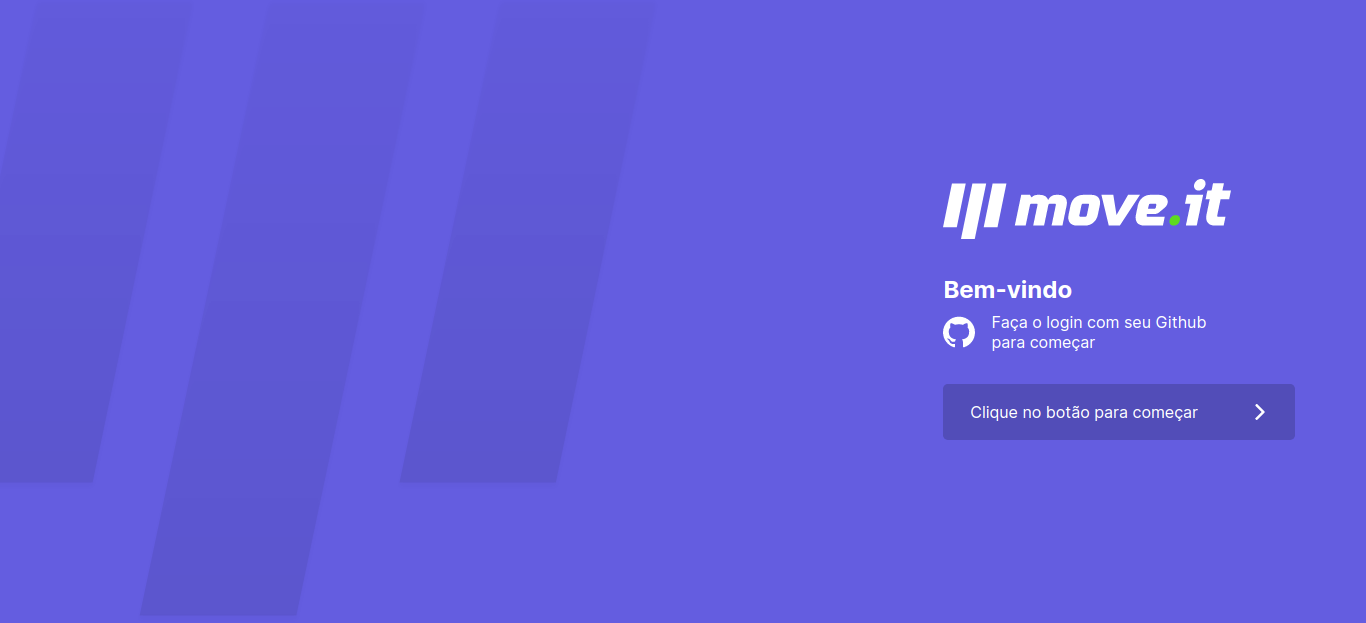 move.it
Bem-vindo
Faça o login com seu Github
para começar
Clique no botão para começar